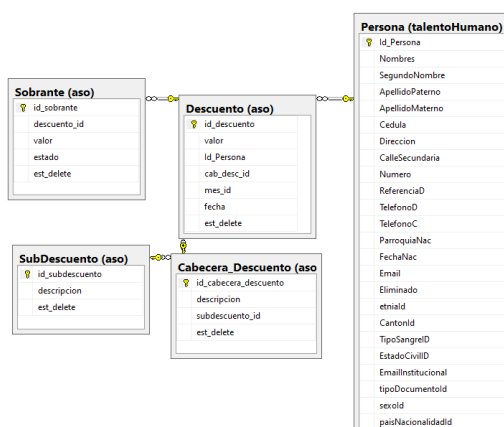 Persona (talentoHumano)
Id_Persona
Nombres
SegundoNombre
ApellidoPaterno
ApellidoMaterno
Cedula
Direccion
CalleSecundaria
Numero
ReferenciaD
TelefonoD
TelefonoC
ParroquiaNac
FechaNac
Email
Eliminado
etniaId
CantonId
TipoSangreID
EstadoCivilID
EmailInstitucional
tipoDocumentoId
sexoId
paisNacionalidadId
Sobrante (aso)
id_sobrante
descuento_id
valor
estado
est_delete
Descuento (aso)
id_descuento
valor
Id_Persona
cab_desc_id
mes_id
fecha
est_delete
SubDescuento (aso)
id_subdescuento
descripcion
est_delete
Cabecera_Descuento (aso
id_cabecera_descuento
descripcion
subdescuento_id
est_delete